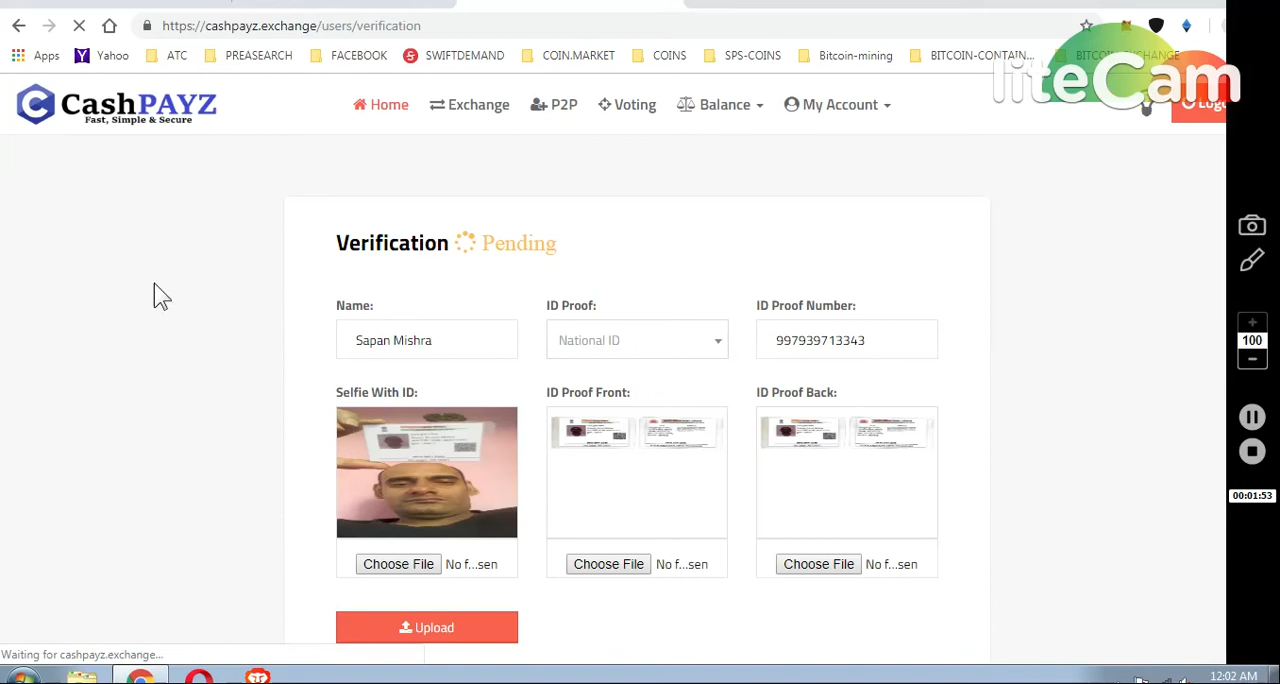 https://cashpayz.exchange/users/verification
Apps Yahoo ATC PREASEARCH FACEBOOK SWIFTDEMAND COIN.MARKET COINS SPS-COINS Bitcoin-mining BITCOIN-CONTAIN... BITCOIN-EXCHANGE
liteCam
CashPAYZ
Fast, Simple & Secure
Home Exchange P2P Voting Balance My Account
Verification Pending
Name: ID Proof: ID Proof Number:
Sapan Mishra National ID 997939713343
Selfie With ID: ID Proof Front: ID Proof Back:
Choose File No f...sen Choose File No f...sen Choose File No f...sen
Upload
Waiting for cashpayz.exchange...
100
00:01:53
12:02 AM